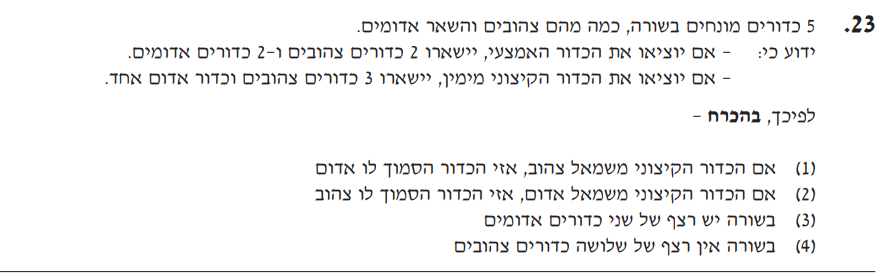 23. 5 כדורים מונחים בשורה, כמה מהם צהובים והשאר אדומים.
ידוע כי: - אם יוציאו את הכדור האמצעי, יישארו 2 כדורים צהובים ו-2 כדורים אדומים.
- אם יוציאו את הכדור הקיצוני מימין, יישארו 3 כדורים צהובים וכדור אדום אחד.
לפיכך, בהכרח -
(1) אם הכדור הקיצוני משמאל צהוב, אזי הכדור הסמוך לו אדום
(2) אם הכדור הקיצוני משמאל אדום, אזי הכדור הסמוך לו צהוב
(3) בשורה יש רצף של שני כדורים אדומים
(4) בשורה אין רצף של שלושה כדורים צהובים